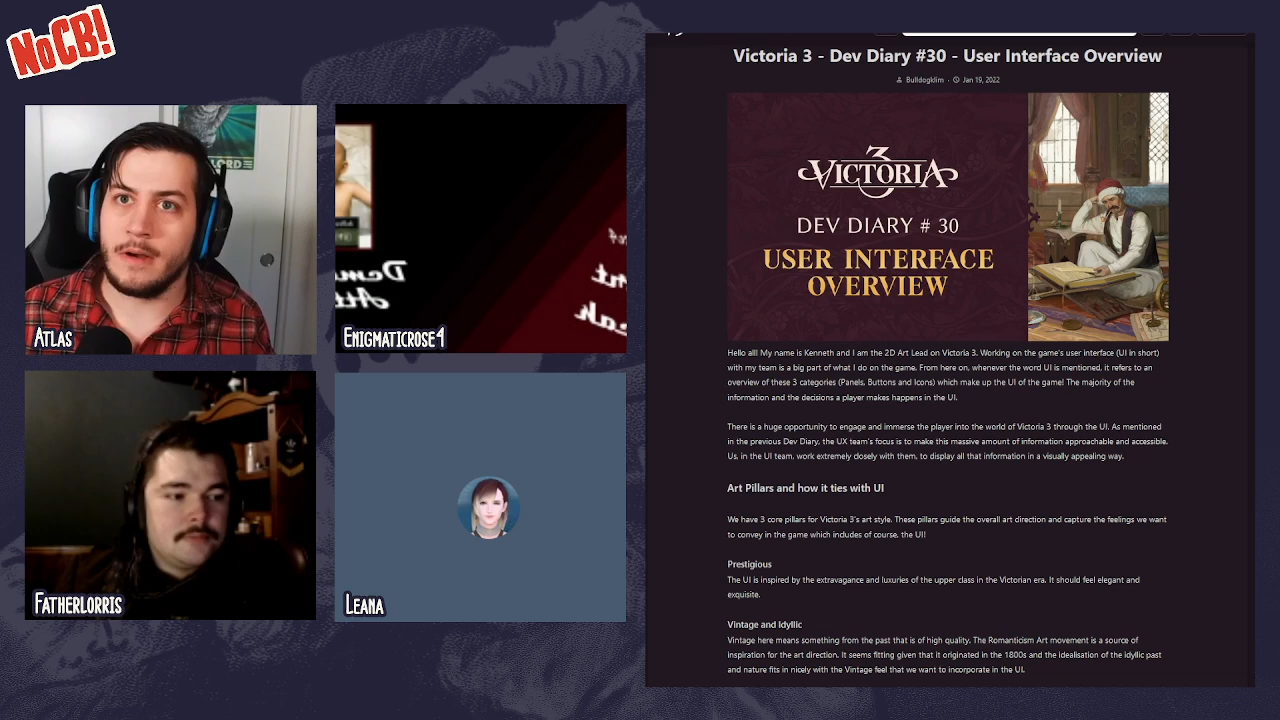 NoCB!
LORD
ATLAS
ENIGMATICROSE4
FATHERLORRIS
LEANA
Victoria 3 - Dev Diary #30 - User Interface Overview
Bulldogklim · Jan 19, 2022
3
VICTORIA
DEV DIARY # 30
USER INTERFACE
OVERVIEW
Hello all! My name is Kenneth and I am the 2D Art Lead on Victoria 3. Working on the game's user interface (UI in short)
with my team is a big part of what I do on the game. From here on, whenever the word UI is mentioned, it refers to an
overview of these 3 categories (Panels, Buttons and Icons) which make up the UI of the game! The majority of the
information and the decisions a player makes happens in the UI.
There is a huge opportunity to engage and immerse the player into the world of Victoria 3 through the UI. As mentioned
in the previous Dev Diary, the UX team's focus is to make this massive amount of information approachable and accessible.
Us, in the UI team, work extremely closely with them, to display all that information in a visually appealing way.
Art Pillars and how it ties with UI
We have 3 core pillars for Victoria 3's art style. These pillars guide the overall art direction and capture the feelings we want
to convey in the game which includes of course, the UI!
Prestigious
The UI is inspired by the extravagance and luxuries of the upper class in the Victorian era. It should feel elegant and
exquisite.
Vintage and Idyllic
Vintage here means something from the past that is of high quality. The Romanticism Art movement is a source of
inspiration for the art direction. It seems fitting given that it originated in the 1800s and the idealisation of the idyllic past
and nature fits in nicely with the Vintage feel that we want to incorporate in the UI.